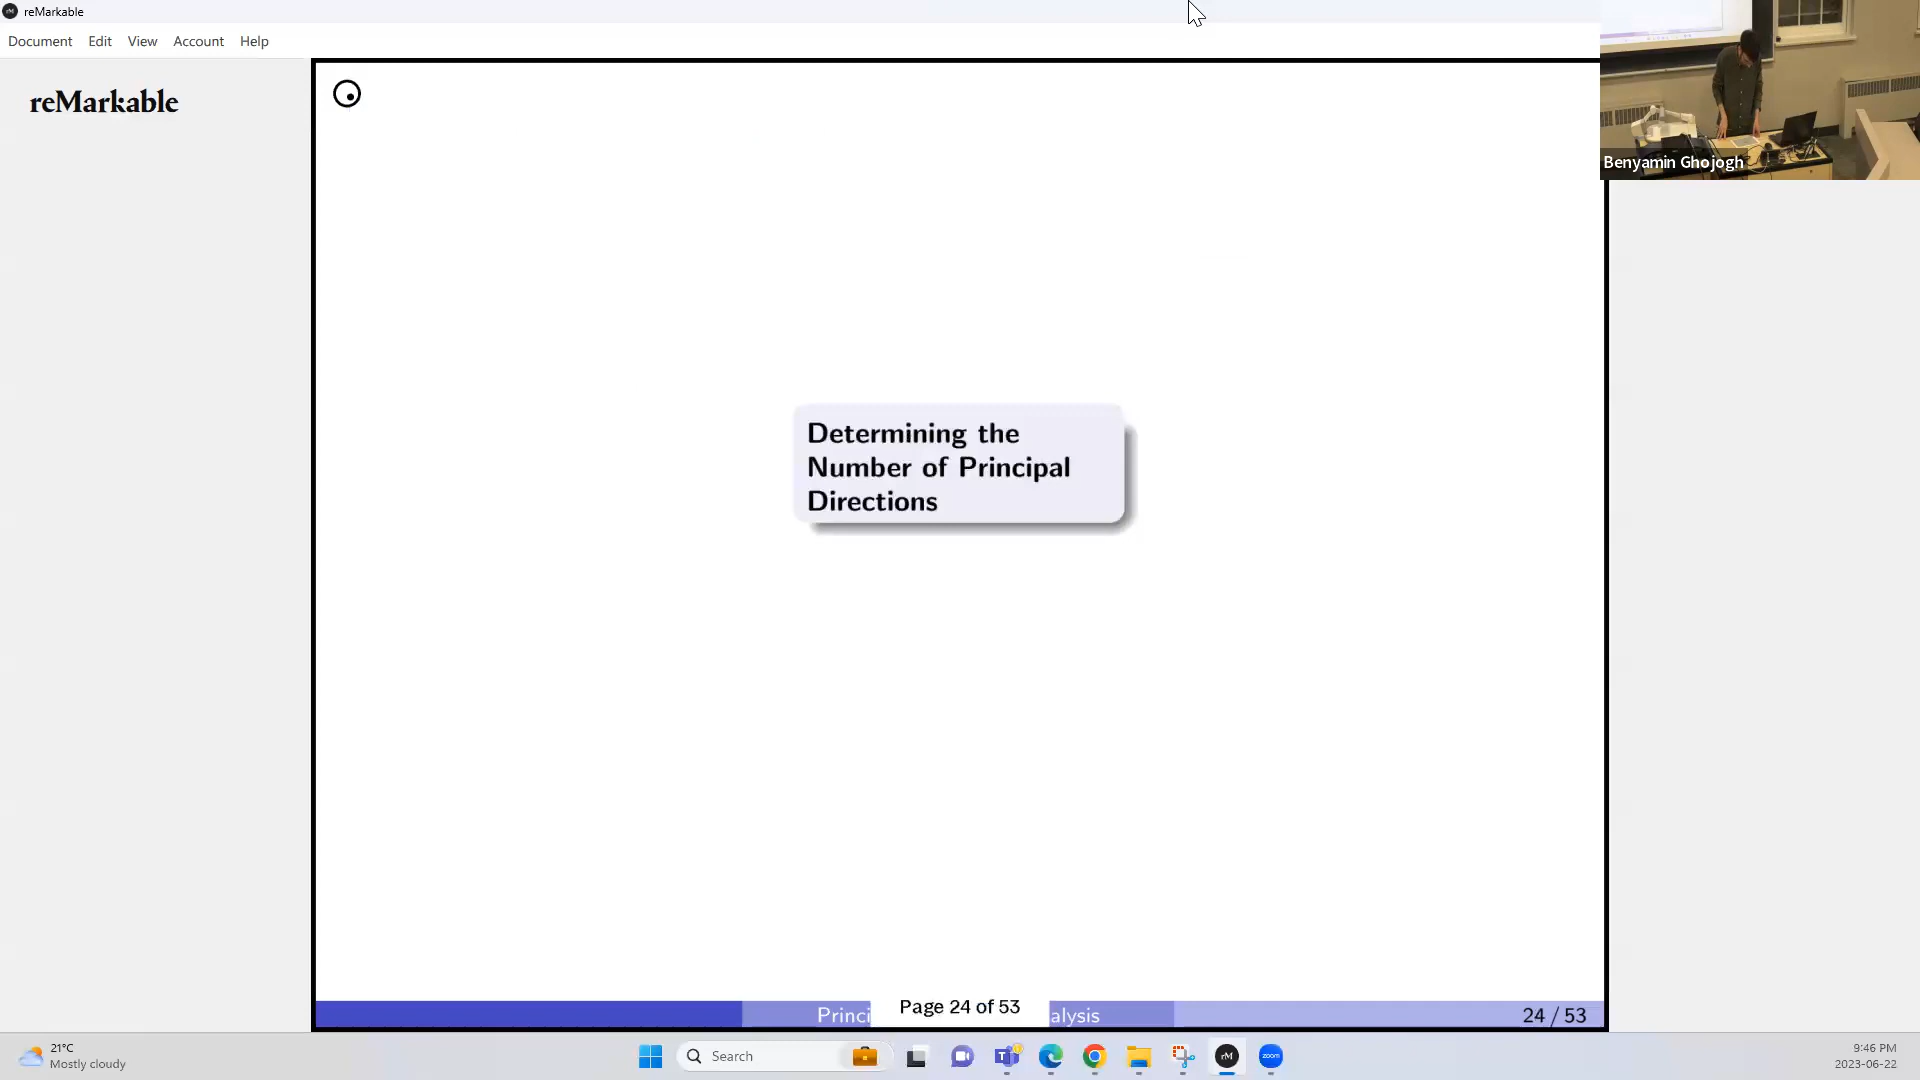 reMarkable
Document Edit View Account Help
reMarkable
Benyamin Ghojogh
Determining the
Number of Principal
Directions
Princi
Page 24 of 53
alysis
24 / 53
21°C
Mostly cloudy
Search
zoom
9:46 PM
2023-06-22